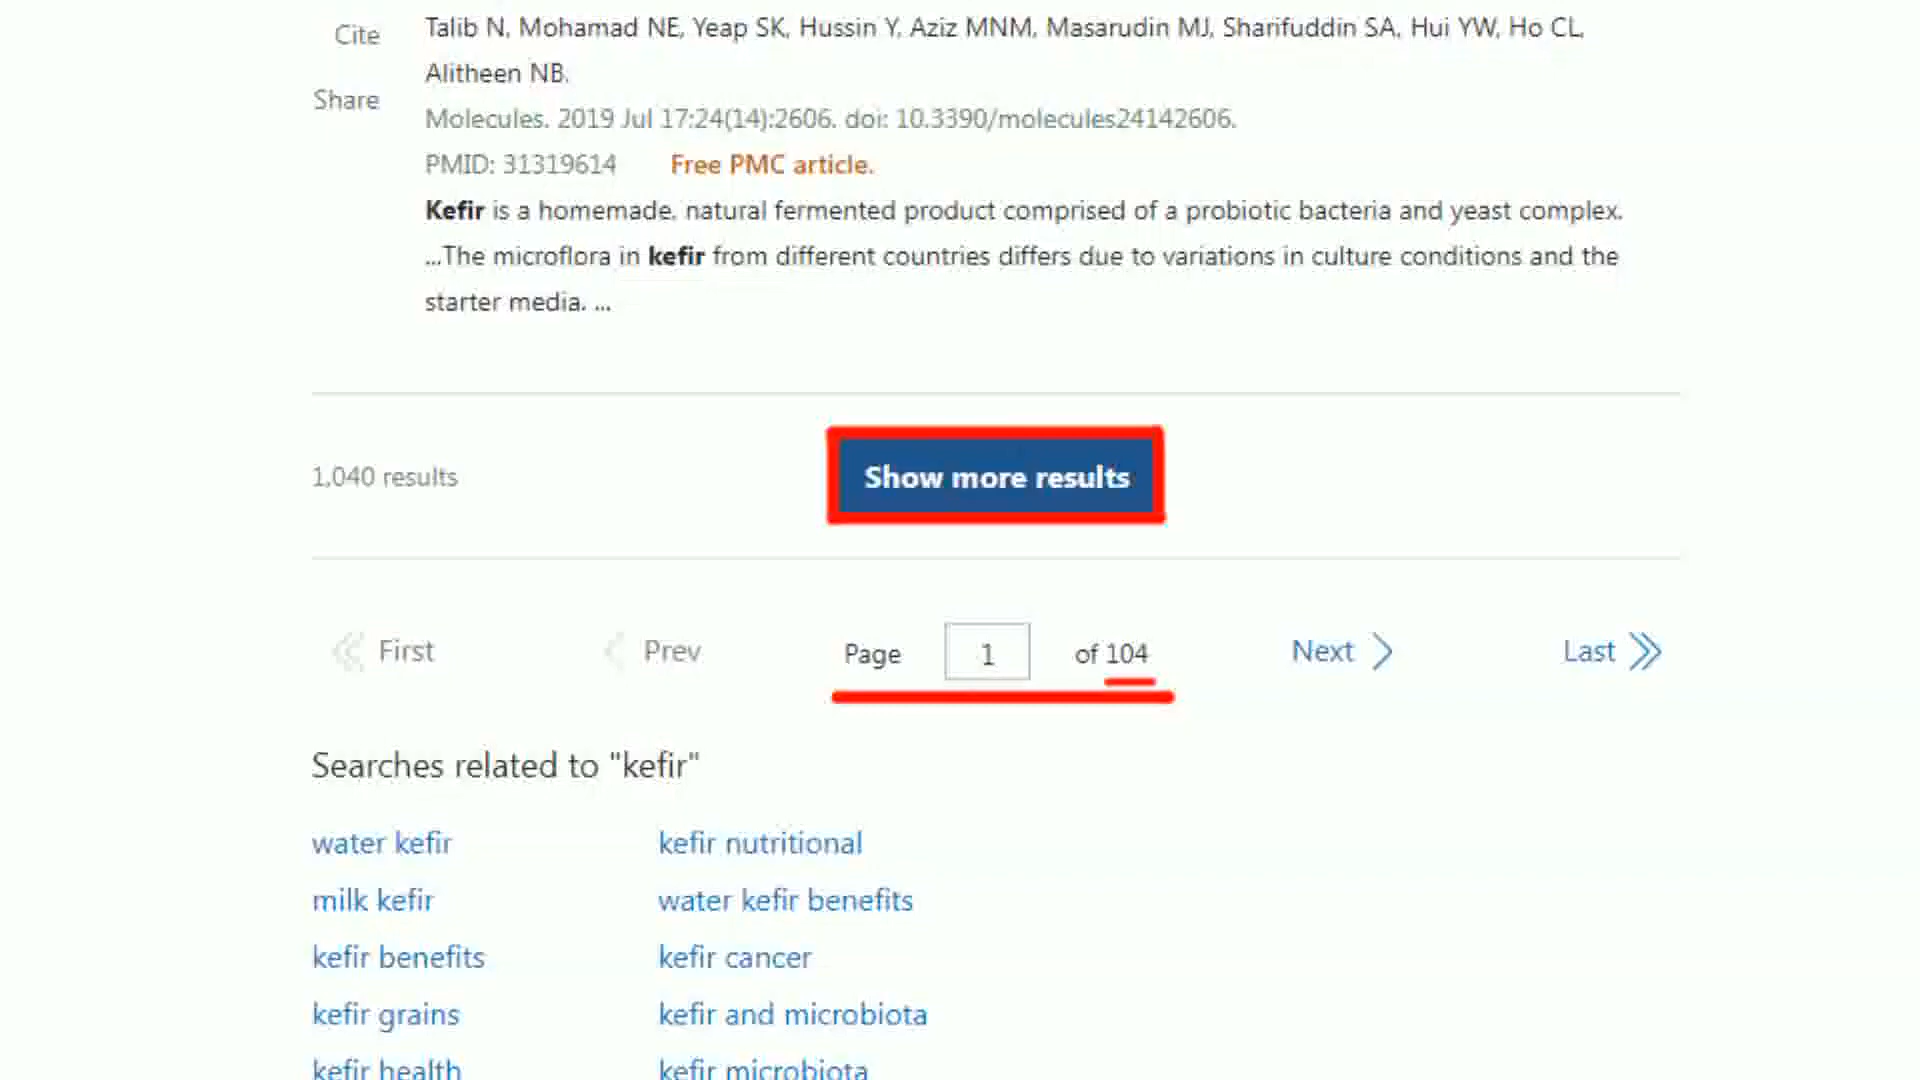 Cite
Share
Talib N, Mohamad NE, Yeap SK, Hussin Y, Aziz MNM, Masarudin MJ, Sharifuddin SA, Hui YW, Ho CL,
Alitheen NB.
Molecules. 2019 Jul 17;24(14):2606. doi: 10.3390/molecules24142606.
PMID: 31319614 Free PMC article.
Kefir is a homemade, natural fermented product comprised of a probiotic bacteria and yeast complex.
...The microflora in kefir from different countries differs due to variations in culture conditions and the
starter media. ...
1,040 results
Show more results
First Prev Page 1 of 104 Next Last
Searches related to "kefir"
water kefir
milk kefir
kefir benefits
kefir grains
kefir health
kefir nutritional
water kefir benefits
kefir cancer
kefir and microbiota
kefir microbiota